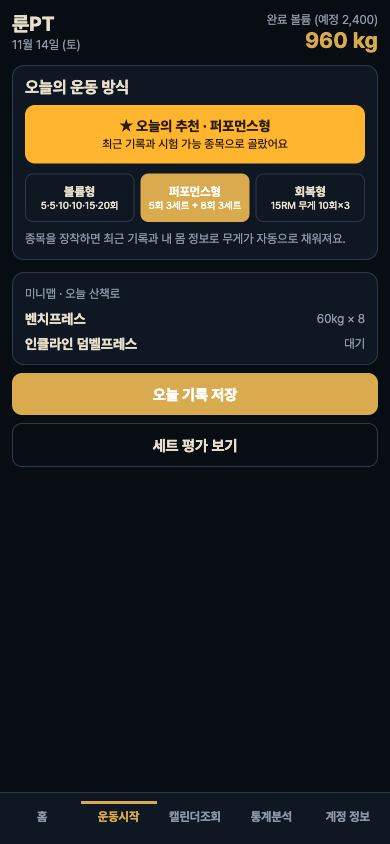 룬PT
11월 14일 (토)
완료 볼륨 (예정 2,400)
960 kg
오늘의 운동 방식
★ 오늘의 추천 · 퍼포먼스형
최근 기록과 시험 가능 종목으로 골랐어요
볼륨형
5·5·10·10·15·20회
퍼포먼스형
5회 3세트 + 8회 3세트
회복형
15RM 무게 10회×3
종목을 장착하면 최근 기록과 내 몸 정보로 무게가 자동으로 채워져요.
미니맵 · 오늘 산책로
벤치프레스
60kg × 8
인클라인 덤벨프레스
대기
오늘 기록 저장
세트 평가 보기
홈
운동시작
캘린더조회
통계분석
계정 정보